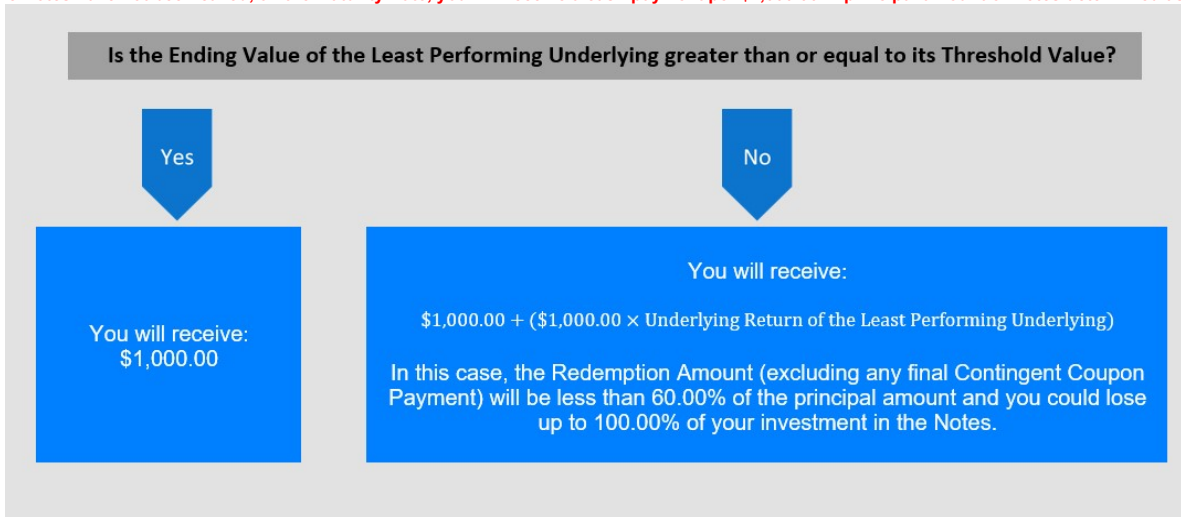 Is the Ending Value of the Least Performing Underlying greater than or equal to its Threshold Value?
Yes
No
You will receive:
$1,000.00
You will receive:
$1,000.00 + ($1,000.00 × Underlying Return of the Least Performing Underlying)
In this case, the Redemption Amount (excluding any final Contingent Coupon
Payment) will be less than 60.00% of the principal amount and you could lose
up to 100.00% of your investment in the Notes.